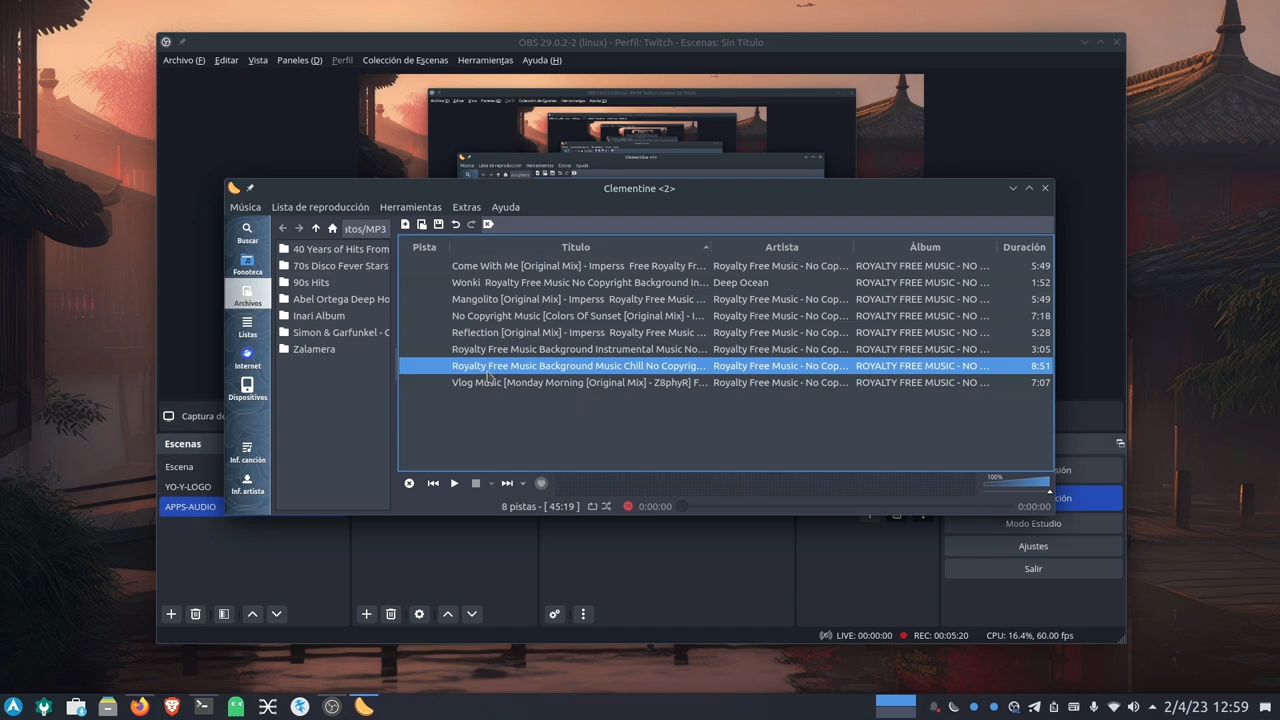 OBS 29.0.2-2 (linux) - Perfil: Twitch - Escenas: Sin Título
Archivo (F) Editar Vista Paneles (D) Perfil Colección de Escenas Herramientas Ayuda (H)
Clementine <2>
Música Lista de reproducción Herramientas Extras Ayuda
Buscar
Fonoteca
Archivos
Listas
Internet
Dispositivos
Inf. canción
Inf. artista
tos/MP3
40 Years of Hits From
70s Disco Fever Stars
90s Hits
Abel Ortega Deep Ho
Inari Album
Simon & Garfunkel - C
Zalamera
Pista Título Artista Álbum Duración
Come With Me [Original Mix] - Imperss Free Royalty Fr... Royalty Free Music - No Cop... ROYALTY FREE MUSIC - NO ... 5:49
Wonki Royalty Free Music No Copyright Background In... Deep Ocean ROYALTY FREE MUSIC - NO ... 1:52
Mangolito [Original Mix] - Imperss Royalty Free Music ... Royalty Free Music - No Cop... ROYALTY FREE MUSIC - NO ... 5:49
No Copyright Music [Colors Of Sunset [Original Mix] - I... Royalty Free Music - No Cop... ROYALTY FREE MUSIC - NO ... 7:18
Reflection [Original Mix] - Imperss Royalty Free Music ... Royalty Free Music - No Cop... ROYALTY FREE MUSIC - NO ... 5:28
Royalty Free Music Background Instrumental Music No... Royalty Free Music - No Cop... ROYALTY FREE MUSIC - NO ... 3:05
Royalty Free Music Background Music Chill No Copyrig... Royalty Free Music - No Cop... ROYALTY FREE MUSIC - NO ... 8:51
Vlog Music [Monday Morning [Original Mix] - Z8phyR] F... Royalty Free Music - No Cop... ROYALTY FREE MUSIC - NO ... 7:07
100%
8 pistas - [ 45:19 ] 0:00:00 0:00:00
Captura de
Escenas
Escena
YO-Y-LOGO
APPS-AUDIO
sión
ción
Modo Estudio
Ajustes
Salir
LIVE: 00:00:00 REC: 00:05:20 CPU: 16.4%, 60.00 fps
2/4/23 12:59